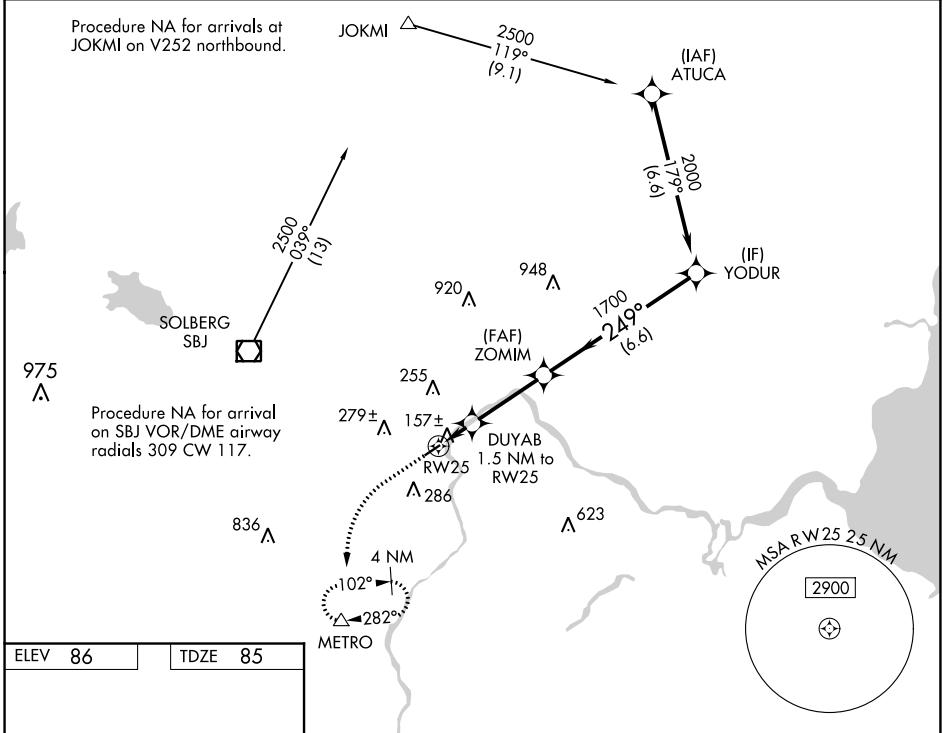 Procedure NA for arrivals at
JOKMI on V252 northbound.
JOKMI
2500
119°
(9.1)
(IAF)
ATUCA
2000
179°
(6.6)
2500
039°
(13)
(IF)
YODUR
948
920
1700
249°
(6.6)
SOLBERG
SBJ
(FAF)
ZOMIM
975
255
Procedure NA for arrival
on SBJ VOR/DME airway
radials 309 CW 117.
279±
157±
DUYAB
1.5 NM to
RW25
RW25
286
623
836
4 NM
102°
282°
METRO
MSA RW25 25 NM
2900
ELEV 86
TDZE 85